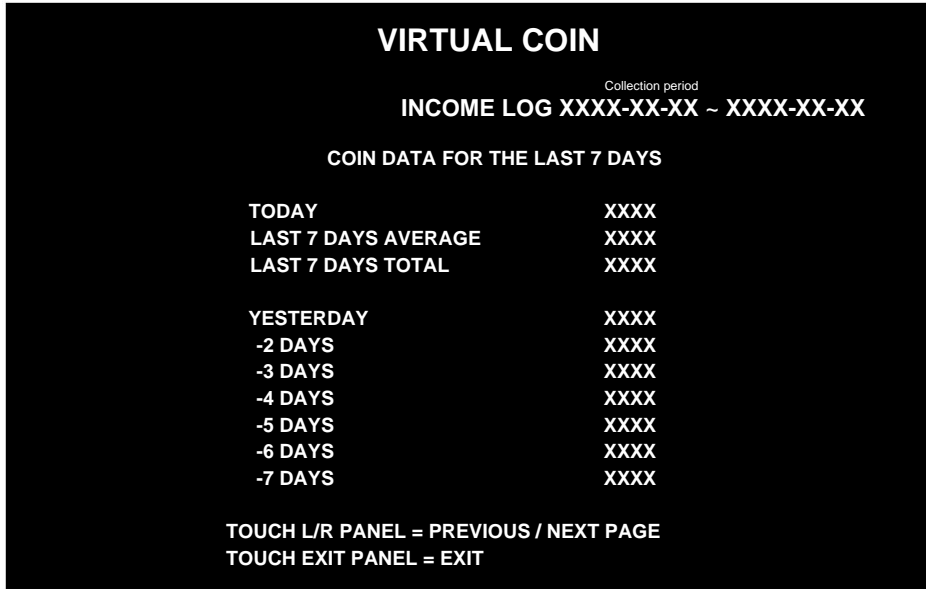 VIRTUAL COIN
Collection period
INCOME LOG XXXX-XX-XX ~ XXXX-XX-XX
COIN DATA FOR THE LAST 7 DAYS
TODAY XXXX
LAST 7 DAYS AVERAGE XXXX
LAST 7 DAYS TOTAL XXXX
YESTERDAY XXXX
-2 DAYS XXXX
-3 DAYS XXXX
-4 DAYS XXXX
-5 DAYS XXXX
-6 DAYS XXXX
-7 DAYS XXXX
TOUCH L/R PANEL = PREVIOUS / NEXT PAGE
TOUCH EXIT PANEL = EXIT